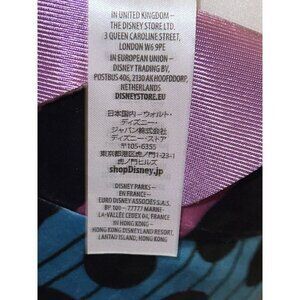 IN UNITED KINGDOM –
THE DISNEY STORE LTD,
3 QUEEN CAROLINE STREET,
LONDON W6 9PE
IN EUROPEAN UNION –
DISNEY TRADING BV,
POSTBUS 406, 2130 AK HOOFDDORP,
NETHERLANDS
DISNEYSTORE.EU
日本国内−ウォルト・
ディズニー・
ジャパン株式会社
ディズニーストア
〒105-6355
東京都港区虎ノ門1-23-1
虎ノ門ヒルズ
shopDisney.jp
DISNEY PARKS –
EN FRANCE –
EURO DISNEY ASSOCIÉS S.A.S.
BP/100 – 77777 MARNE-
LA-VALLÉE CEDEX 04, FRANCE
IN HONG KONG –
HONG KONG DISNEYLAND RESORT,
LANTAU ISLAND, HONG KONG